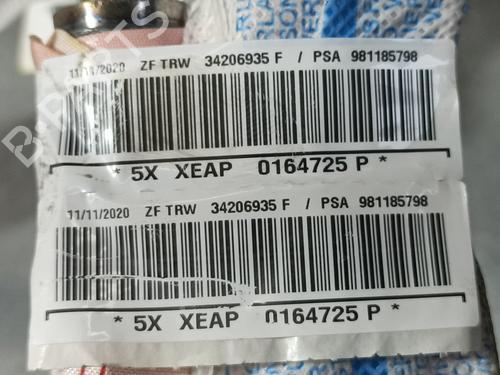 11/11/2020 ZF TRW 34206935 F / PSA 981185798
* 5X XEAP 0164725 P *
11/11/2020 ZF TRW 34206935 F / PSA 981185798
* 5X XEAP 0164725 P *